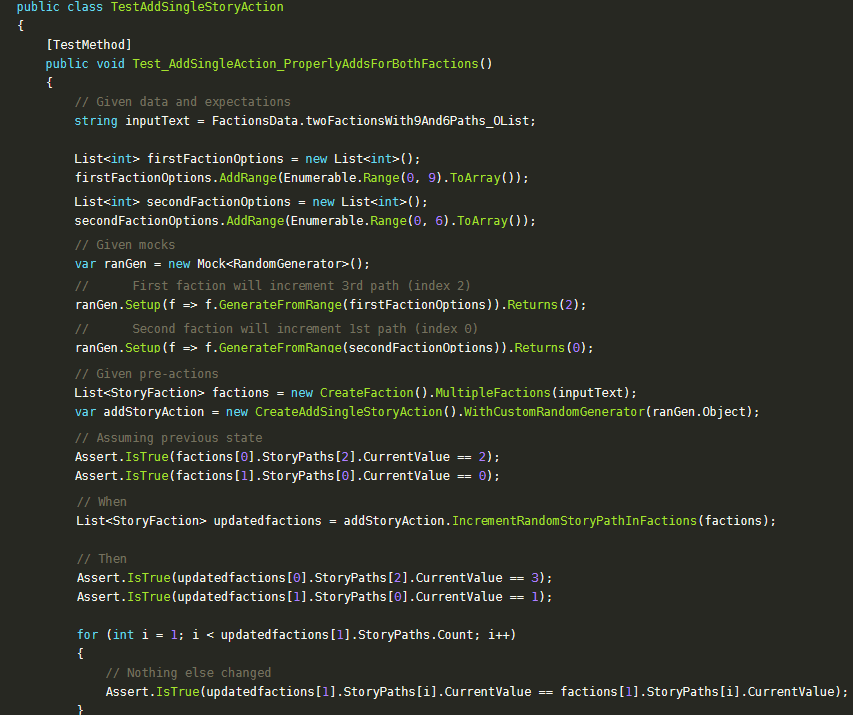 public class TestAddSingleStoryAction
{
[TestMethod]
public void Test_AddSingleAction_ProperlyAddsForBothFactions()
{
// Given data and expectations
string inputText = FactionsData.twoFactionsWith9And6Paths_OList;
List<int> firstFactionOptions = new List<int>();
firstFactionOptions.AddRange(Enumerable.Range(0, 9).ToArray());
List<int> secondFactionOptions = new List<int>();
secondFactionOptions.AddRange(Enumerable.Range(0, 6).ToArray());
// Given mocks
var ranGen = new Mock<RandomGenerator>();
// First faction will increment 3rd path (index 2)
ranGen.Setup(f => f.GenerateFromRange(firstFactionOptions)).Returns(2);
// Second faction will increment 1st path (index 0)
ranGen.Setup(f => f.GenerateFromRange(secondFactionOptions)).Returns(0);
// Given pre-actions
List<StoryFaction> factions = new CreateFaction().MultipleFactions(inputText);
var addStoryAction = new CreateAddSingleStoryAction().WithCustomRandomGenerator(ranGen.Object);
// Assuming previous state
Assert.IsTrue(factions[0].StoryPaths[2].CurrentValue == 2);
Assert.IsTrue(factions[1].StoryPaths[0].CurrentValue == 0);
// When
List<StoryFaction> updatedfactions = addStoryAction.IncrementRandomStoryPathInFactions(factions);
// Then
Assert.IsTrue(updatedfactions[0].StoryPaths[2].CurrentValue == 3);
Assert.IsTrue(updatedfactions[1].StoryPaths[0].CurrentValue == 1);
for (int i = 1; i < updatedfactions[1].StoryPaths.Count; i++)
{
// Nothing else changed
Assert.IsTrue(updatedfactions[1].StoryPaths[i].CurrentValue == factions[1].StoryPaths[i].CurrentValue);
}